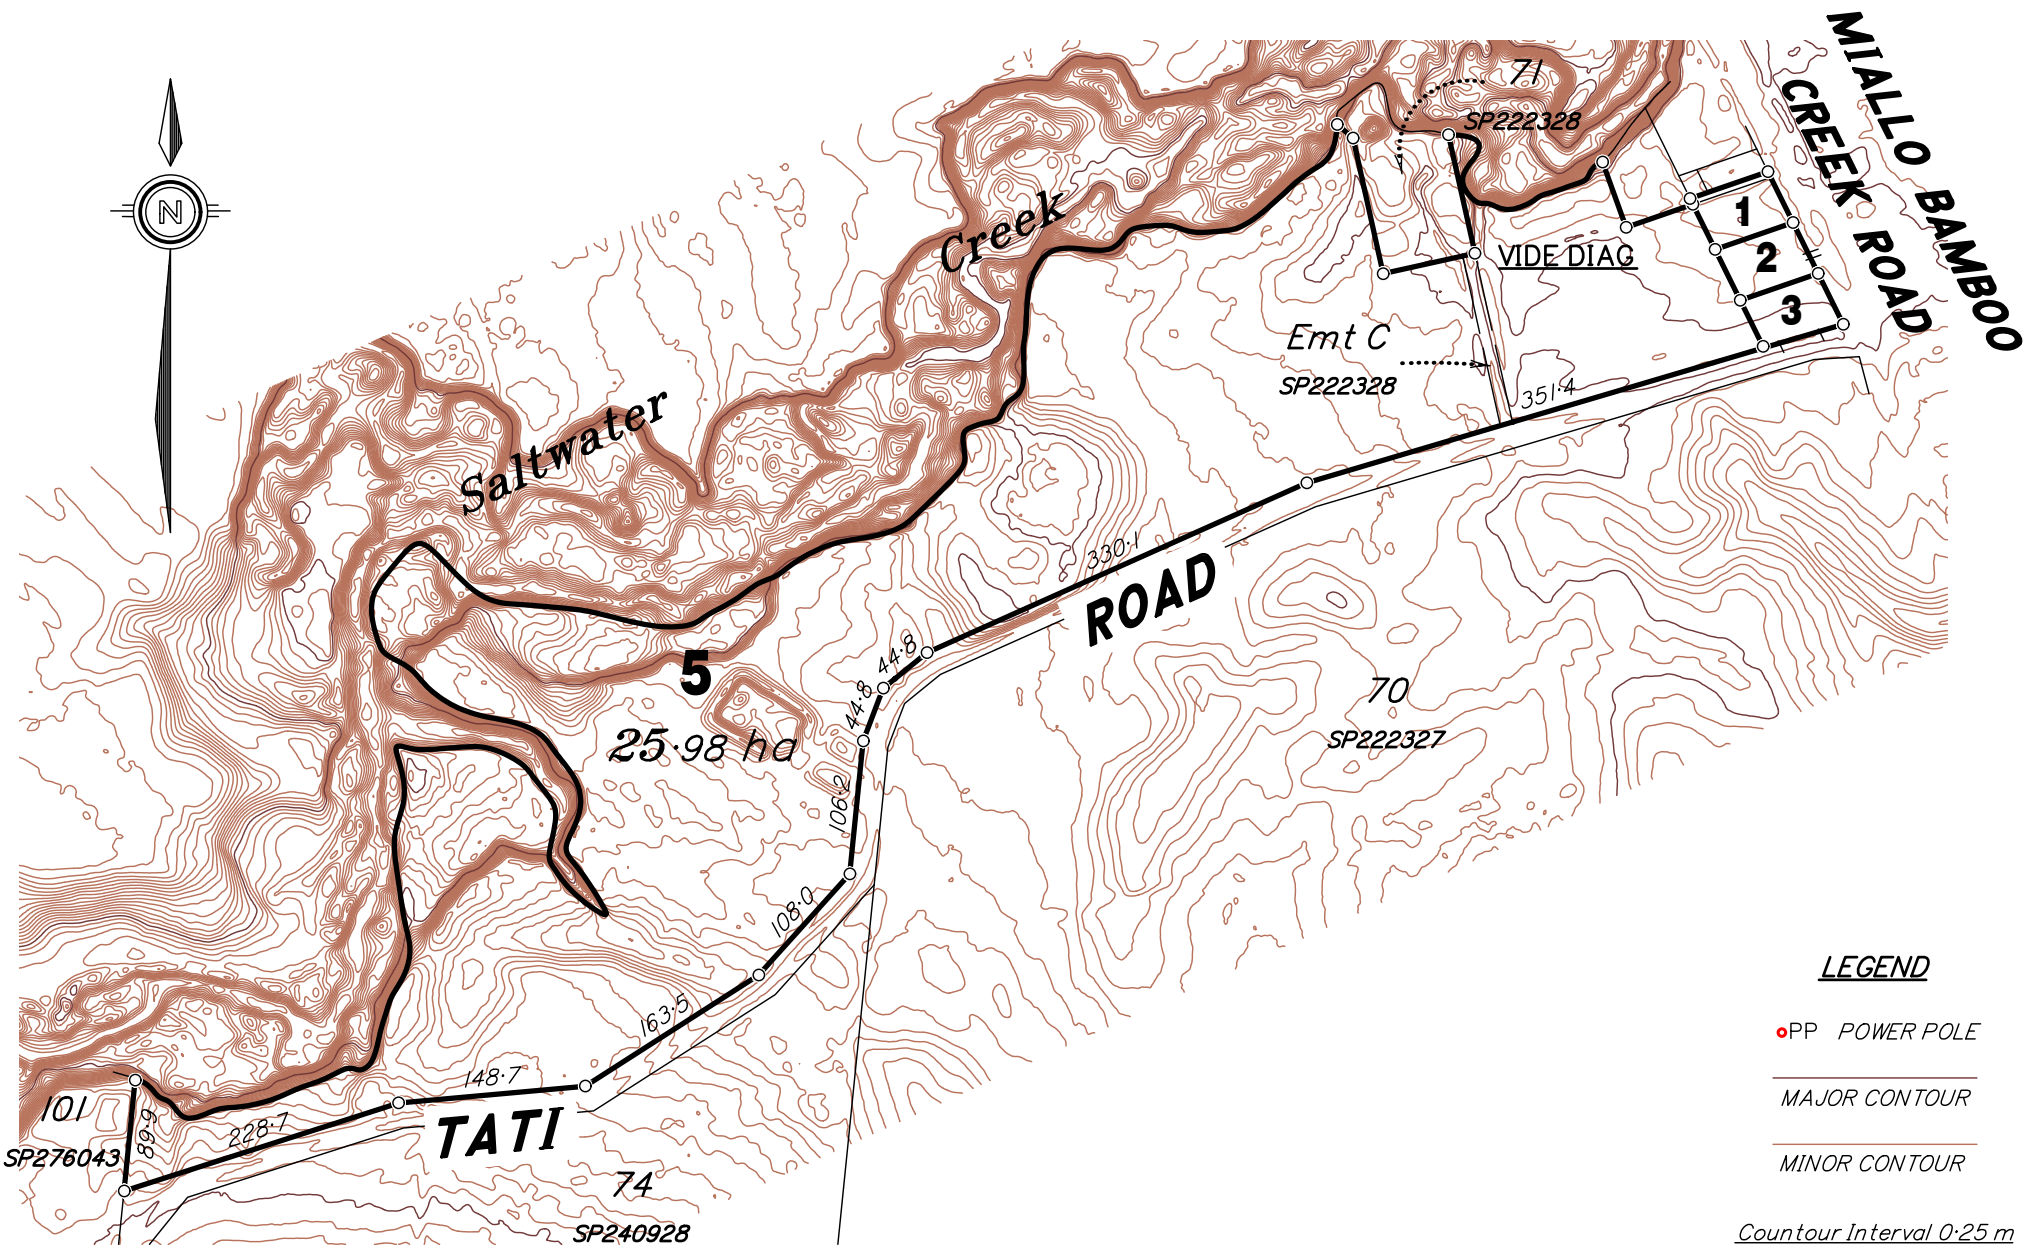 MIALLO BAMBOO
CREEK ROAD
71
SP222328
N
Creek
1
VIDE DIAG
2
3
Emt C
SP222328
351·4
Saltwater
330·1
ROAD
44·8
5
44·8
70
25·98 ha
SP222327
106·2
108·0
LEGEND
163·5
PP POWER POLE
148·7
MAJOR CONTOUR
101
228·7
TATI
89·9
SP276043
MINOR CONTOUR
74
SP240928
Countour Interval 0·25 m